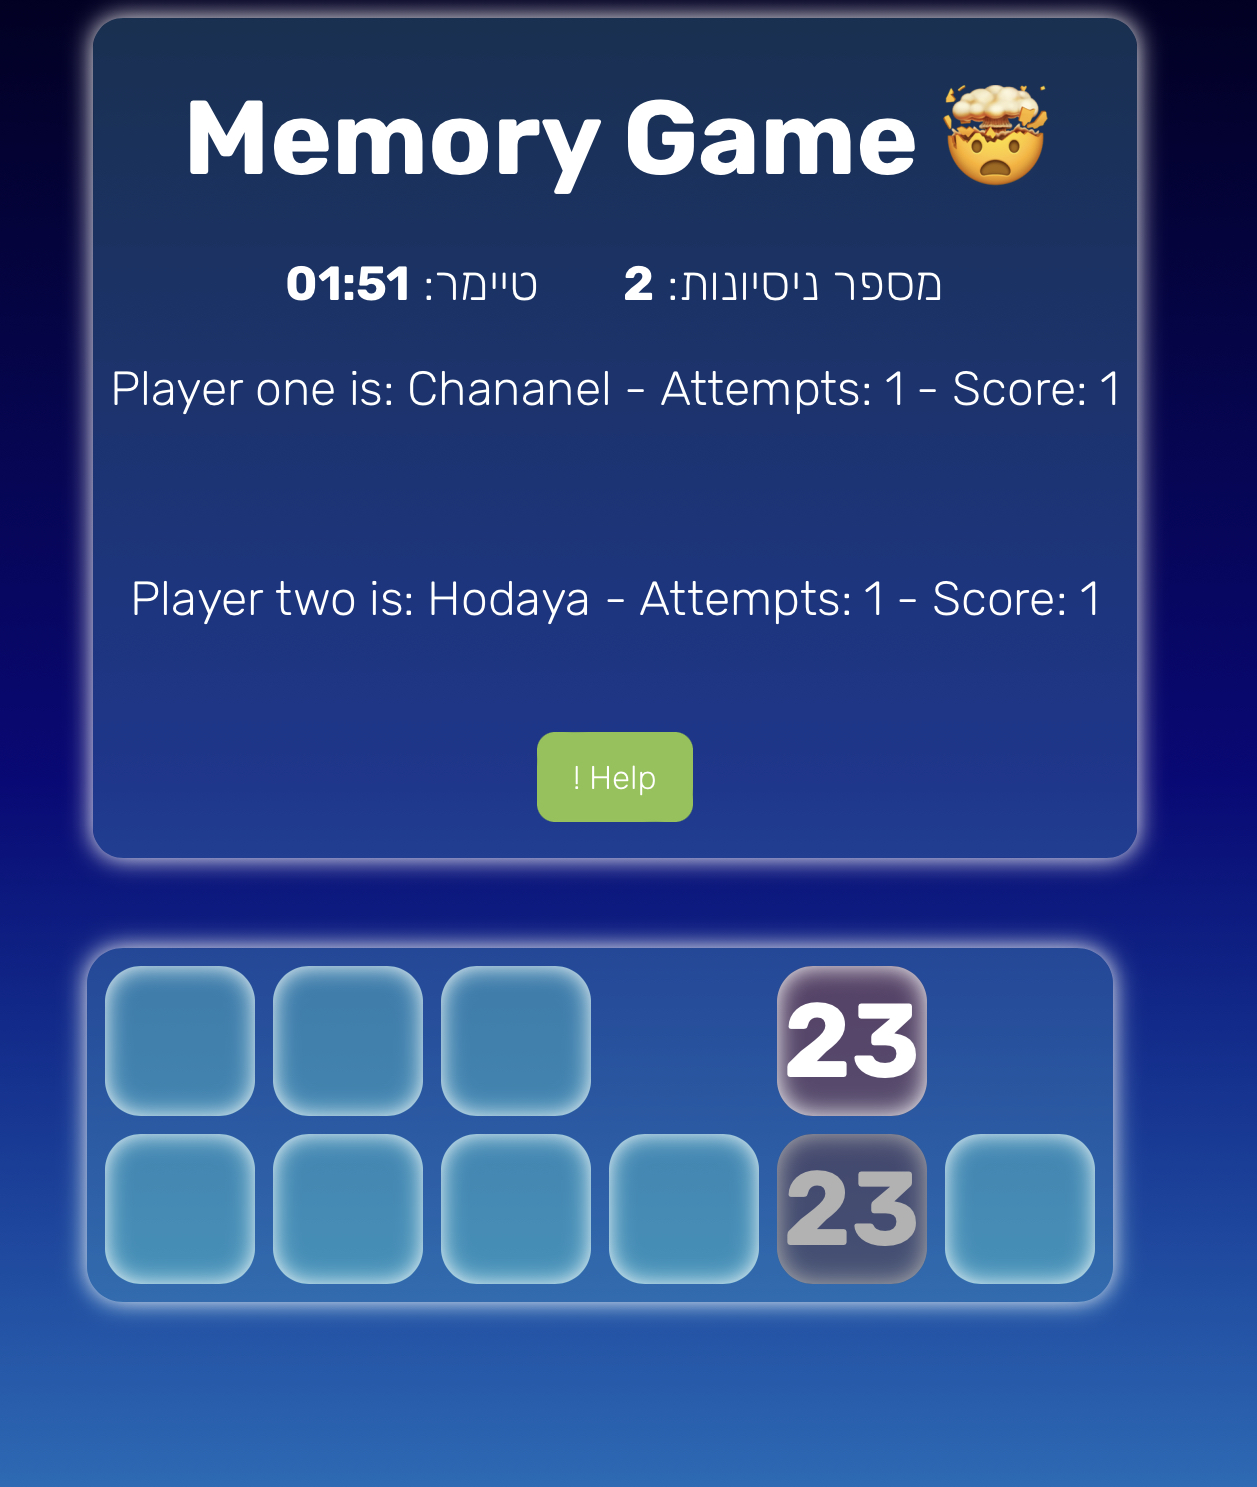 Memory Game 🤯
מספר ניסיונות: 2 טיימר: 01:51
Player one is: Chananel - Attempts: 1 - Score: 1
Player two is: Hodaya - Attempts: 1 - Score: 1
! Help
23
23